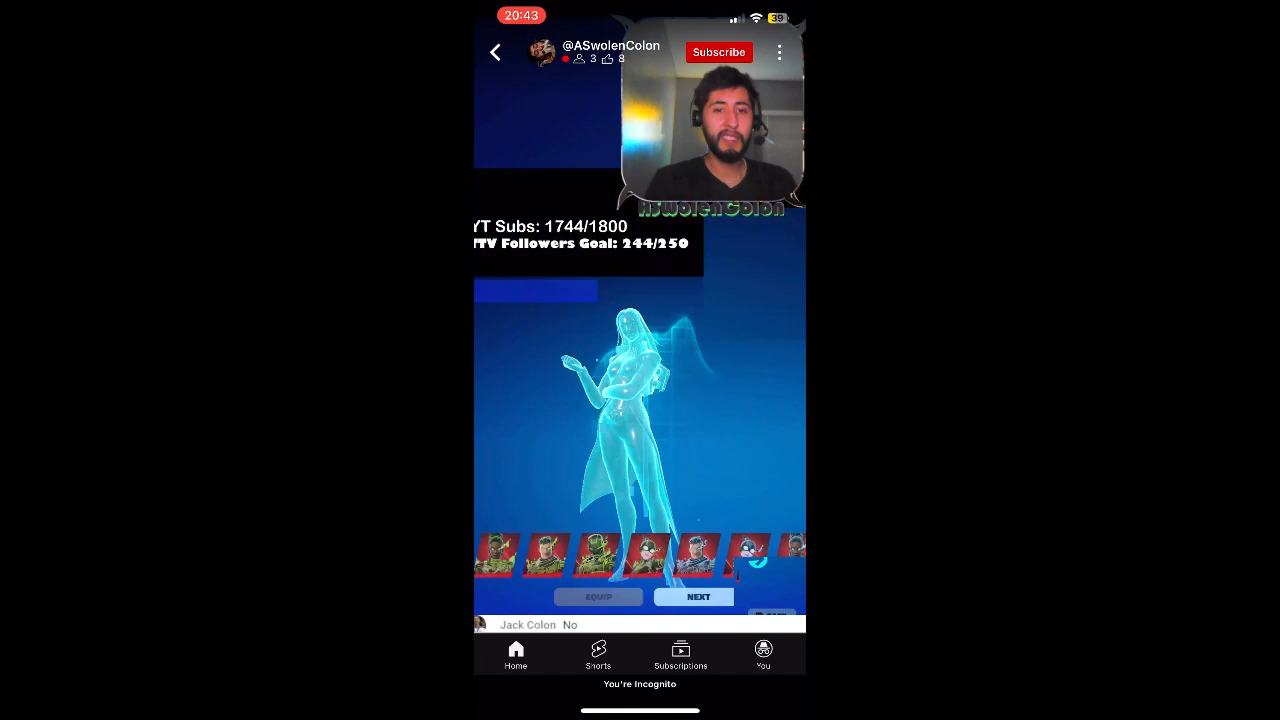 20:43
39
@ASwolenColon
3 8
Subscribe
ASwolenColon
YT Subs: 1744/1800
TTV Followers Goal: 244/250
EQUIP
NEXT
Jack Colon No
Home
Shorts
Subscriptions
You
You're Incognito